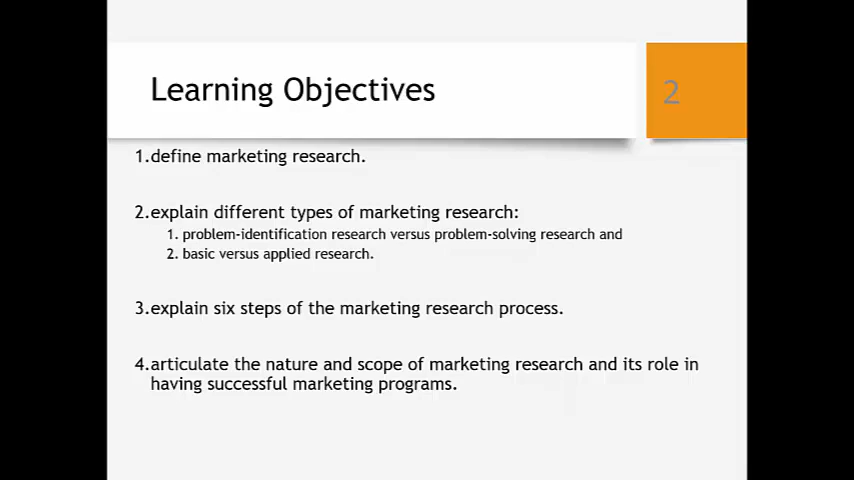 Learning Objectives
2
1.define marketing research.
2.explain different types of marketing research:
1. problem-identification research versus problem-solving research and
2. basic versus applied research.
3.explain six steps of the marketing research process.
4.articulate the nature and scope of marketing research and its role in
having successful marketing programs.